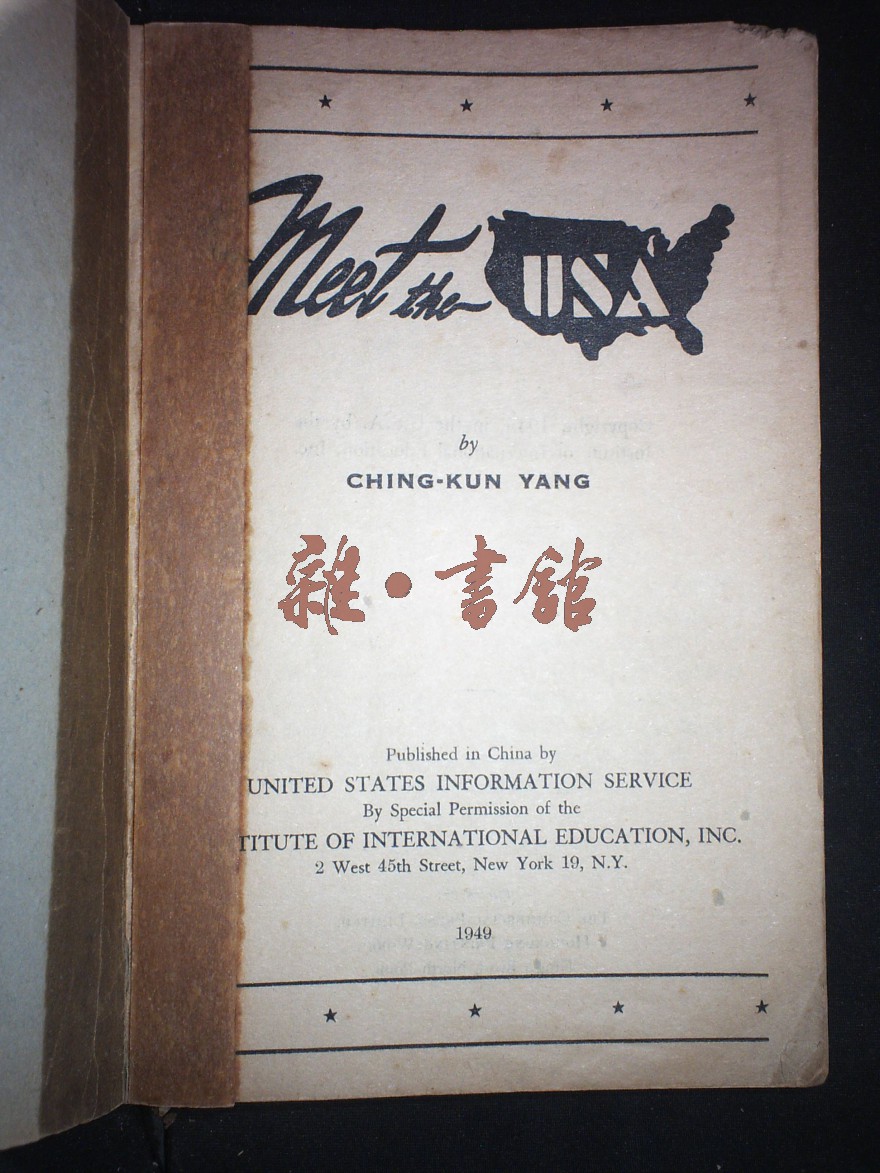 Meet the USA
by
CHING-KUN YANG
雜·書館
Published in China by
UNITED STATES INFORMATION SERVICE
By Special Permission of the
TITUTE OF INTERNATIONAL EDUCATION, INC.
2 West 45th Street, New York 19, N.Y.
1949